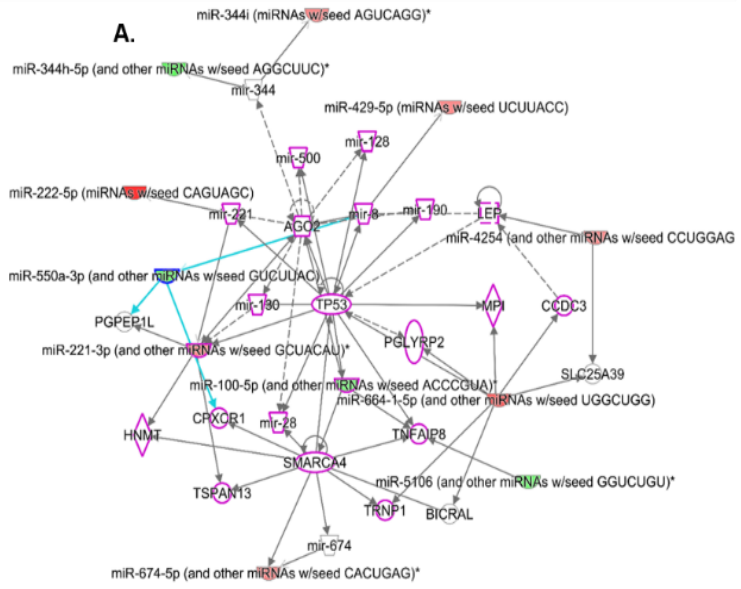 miR-344i (miRNAs w/seed AGUCAGG)*
A.
miR-344h-5p (and other miRNAs w/seed AGGCUUC)*
mir-344
miR-429-5p (miRNAs w/seed UCUUACC)
mir-128
mir-500
miR-222-5p (miRNAs w/seed CAGUAGC)
mir-221
mir-8
mir-190
LEP
AGO2
miR-4254 (and other miRNAs w/seed CCUGGAG
miR-550a-3p (and other miRNAs w/seed GUCUUAC)
mir-130
TP53
MPI
CCDC3
PGPEP1L
PGLYRP2
miR-221-3p (and other miRNAs w/seed GCUACAU)*
SLC25A39
miR-100-5p (and other miRNAs w/seed ACCCGUA)*
miR-664-1-5p (and other miRNAs w/seed UGGCUGG)
CPXCR1
mir-28
HNMT
TNFAIP8
SMARCA4
miR-5106 (and other miRNAs w/seed GGUCUGU)*
TSPAN13
TRNP1
BICRAL
mir-674
miR-674-5p (and other miRNAs w/seed CACUGAG)*